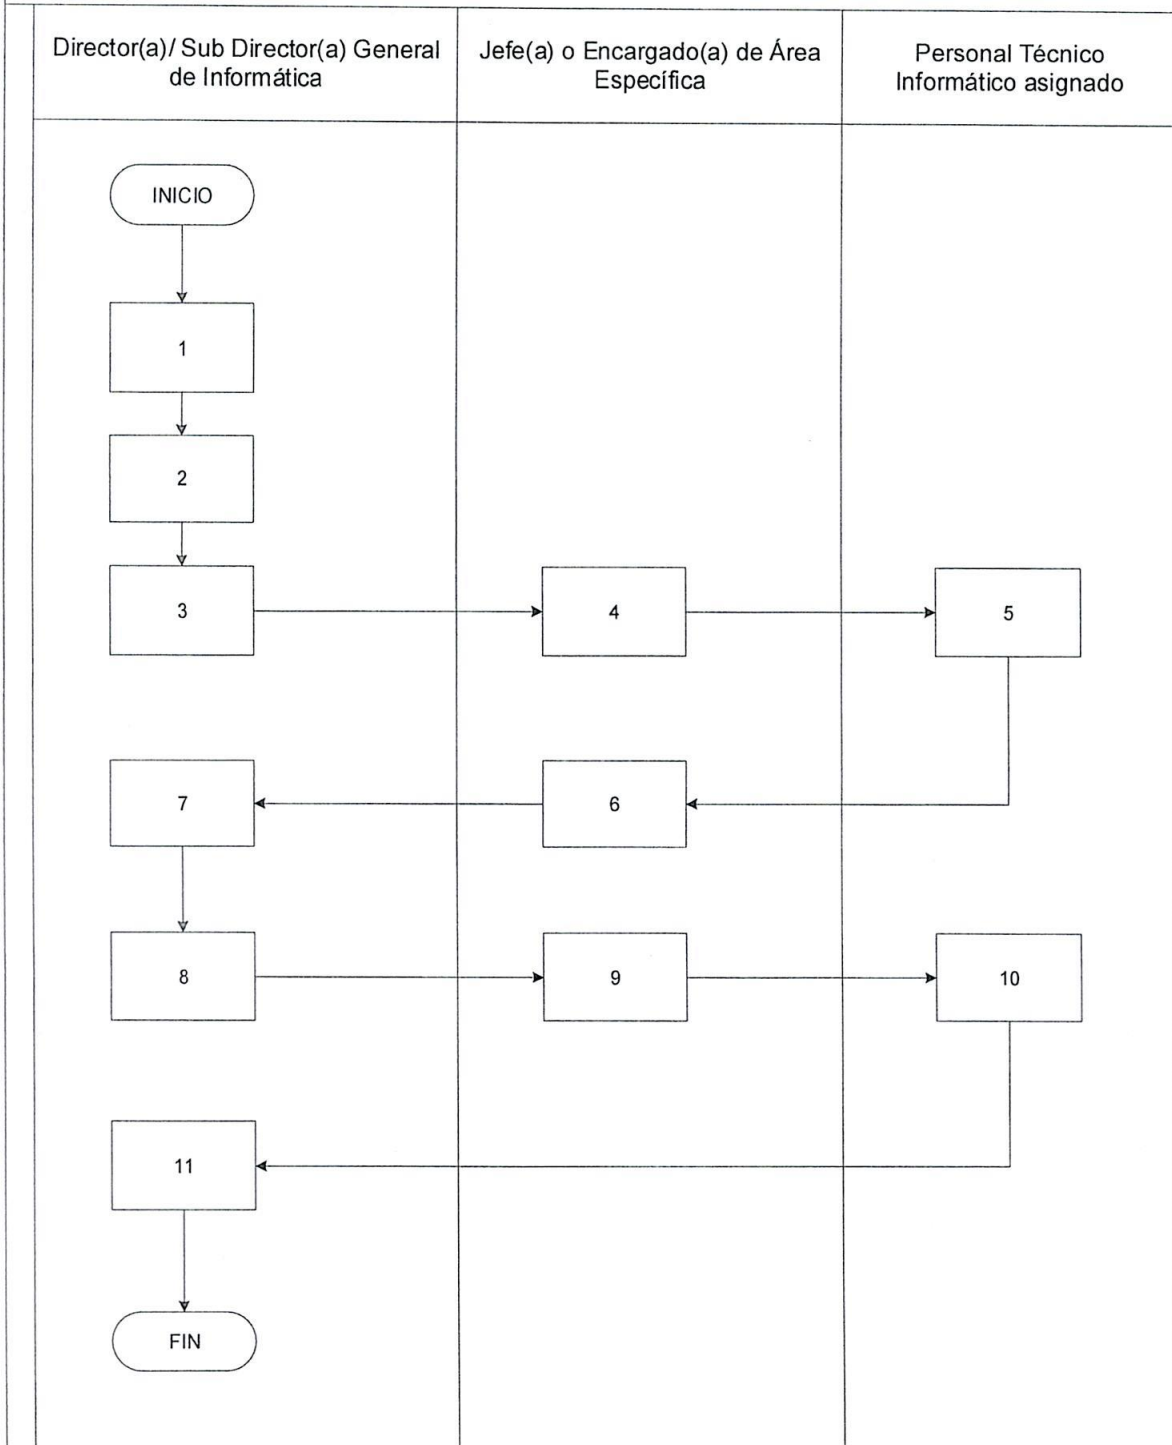 Director(a)/ Sub Director(a) General
de Informática
Jefe(a) o Encargado(a) de Área
Específica
Personal Técnico
Informático asignado
INICIO
1
2
3
4
5
7
6
8
9
10
11
FIN